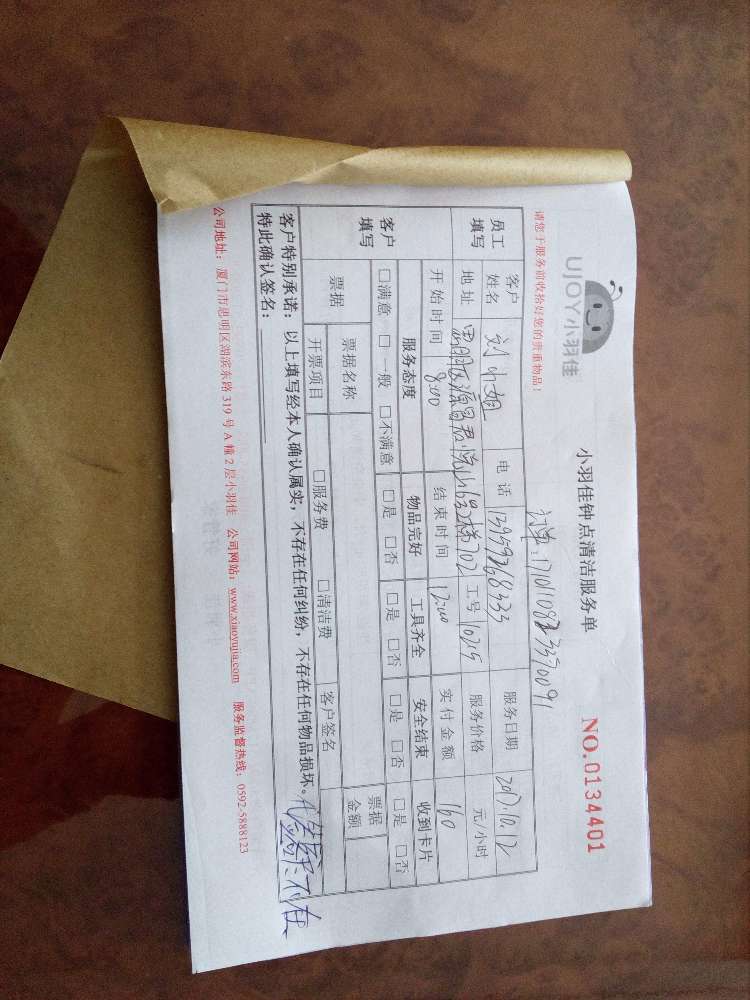 UJOY小羽佳
小羽佳钟点清洁服务单
NO.0134401
请您于服务前收拾好您的贵重物品!
员工填写
客户姓名 刘小姐 电话 13959268333 服务日期 2017.10.12
地址 工号 10215 服务价格 元/小时
开始时间 8:00 结束时间 12:00 实付金额 160
客户填写
服务态度 物品完好 工具齐全 安全结束 收到卡片
□满意 □一般 □不满意 □是 □否 □是 □否 □是 □否 □是 □否
票据 票据名称 客户签名 票据金额
开票项目 □服务费 □清洁费
客户特别承诺:以上填写经本人确认属实,不存在任何纠纷,不存在任何物品损坏。
特此确认签名:
公司地址:厦门市思明区湖滨东路 319 号 A 幢 2 层小羽佳 公司网站:www.xiaoyujia.com 服务监督热线:0592-5888123